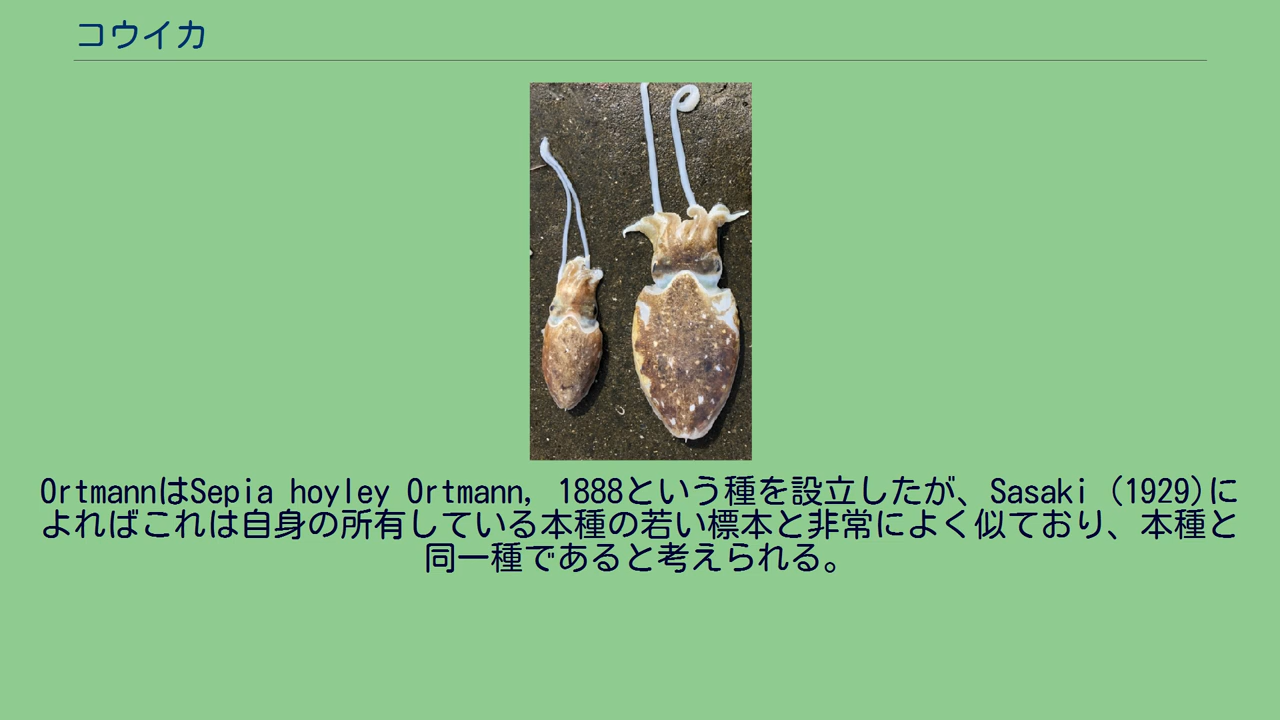 コウイカ
OrtmannはSepia hoyley Ortmann, 1888という種を設立したが、Sasaki (1929)に
よればこれは自身の所有している本種の若い標本と非常によく似ており、本種と
同一種であると考えられる。